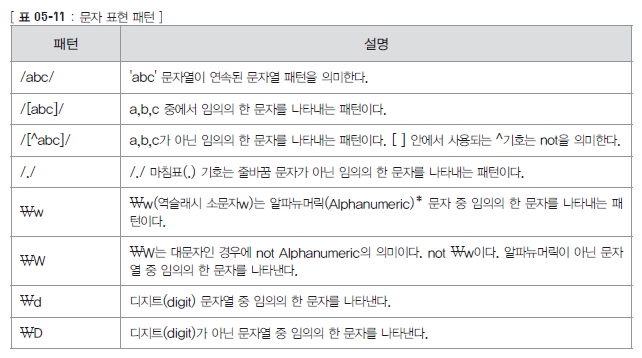 [ 표 05-11 : 문자 표현 패턴 ]
패턴 설명
/abc/ 'abc' 문자열이 연속된 문자열 패턴을 의미한다.
/[abc]/ a,b,c 중에서 임의의 한 문자를 나타내는 패턴이다.
/[^abc]/ a,b,c가 아닌 임의의 한 문자를 나타내는 패턴이다. [ ] 안에서 사용되는 ^기호는 not을 의미한다.
/./ /./ 마침표(.) 기호는 줄바꿈 문자가 아닌 임의의 한 문자를 나타내는 패턴이다.
₩w ₩w(역슬래시 소문자w)는 알파뉴머릭(Alphanumeric)* 문자 중 임의의 한 문자를 나타내는 패
턴이다.
₩W ₩W는 대문자인 경우에 not Alphanumeric의 의미이다. not ₩w이다. 알파뉴머릭이 아닌 문자
열 중 임의의 한 문자를 나타낸다.
₩d 디지트(digit) 문자열 중 임의의 한 문자를 나타낸다.
₩D 디지트(digit)가 아닌 문자열 중 임의의 한 문자를 나타낸다.